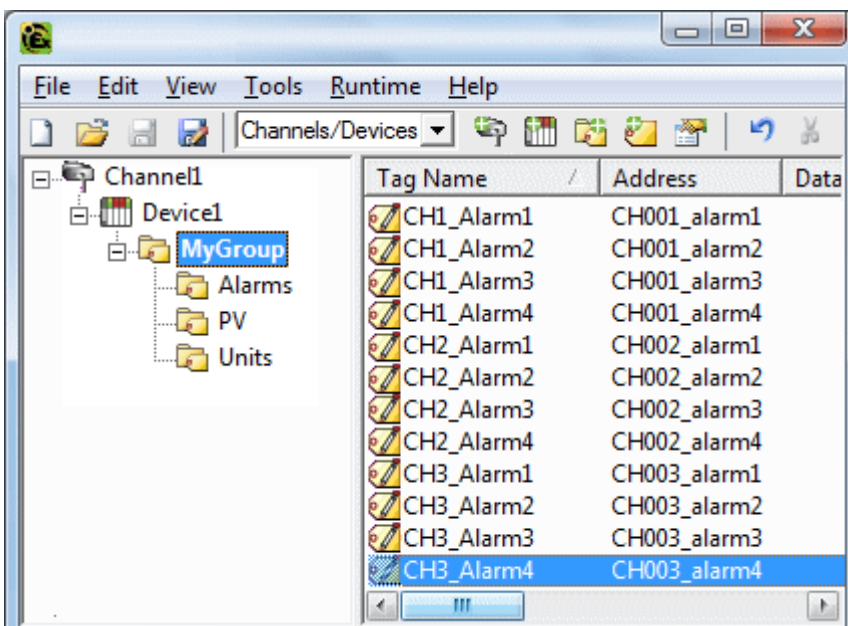 File Edit View Tools Runtime Help
Channels/Devices
Channel1
Device1
MyGroup
Alarms
PV
Units
Tag Name Address Data
CH1_Alarm1 CH001_alarm1
CH1_Alarm2 CH001_alarm2
CH1_Alarm3 CH001_alarm3
CH1_Alarm4 CH001_alarm4
CH2_Alarm1 CH002_alarm1
CH2_Alarm2 CH002_alarm2
CH2_Alarm3 CH002_alarm3
CH2_Alarm4 CH002_alarm4
CH3_Alarm1 CH003_alarm1
CH3_Alarm2 CH003_alarm2
CH3_Alarm3 CH003_alarm3
CH3_Alarm4 CH003_alarm4